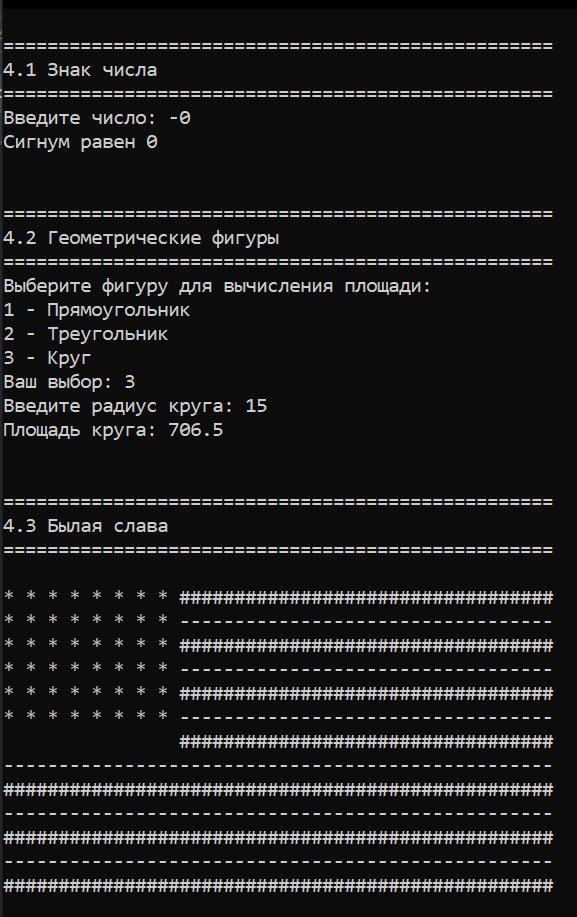 ==================================================
4.1 Знак числа
==================================================
Введите число: -0
Сигнум равен 0
==================================================
4.2 Геометрические фигуры
==================================================
Выберите фигуру для вычисления площади:
1 - Прямоугольник
2 - Треугольник
3 - Круг
Ваш выбор: 3
Введите радиус круга: 15
Площадь круга: 706.5
==================================================
4.3 Былая слава
==================================================
* * * * * * * * ##################################
* * * * * * * * ----------------------------------
* * * * * * * * ##################################
* * * * * * * * ----------------------------------
* * * * * * * * ##################################
* * * * * * * * ----------------------------------
                ##################################
--------------------------------------------------
##################################################
--------------------------------------------------
##################################################
--------------------------------------------------
##################################################